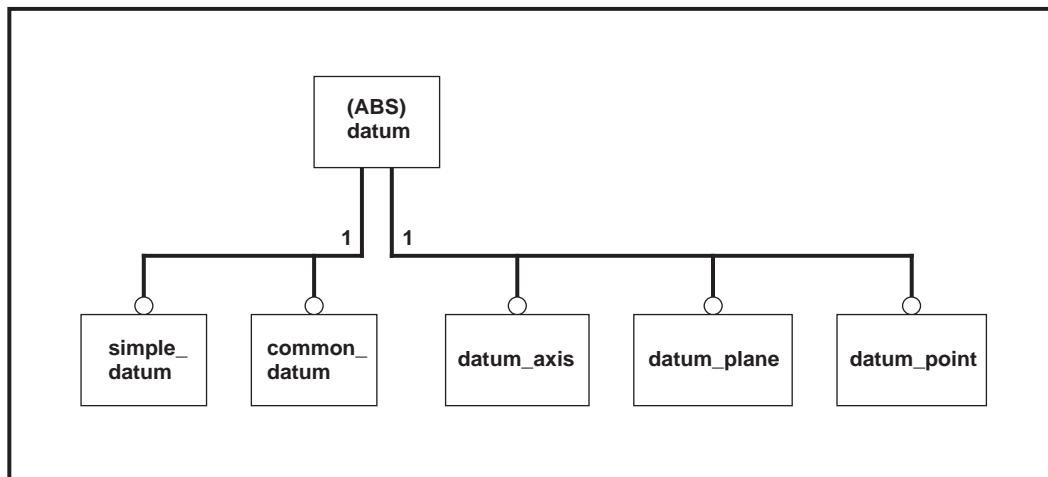 (ABS)
datum
1
1
simple_
datum
common_
datum
datum_axis
datum_plane
datum_point